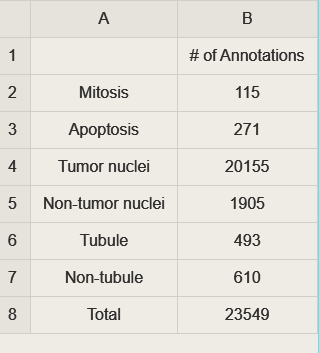 A B
1 # of Annotations
2 Mitosis 115
3 Apoptosis 271
4 Tumor nuclei 20155
5 Non-tumor nuclei 1905
6 Tubule 493
7 Non-tubule 610
8 Total 23549